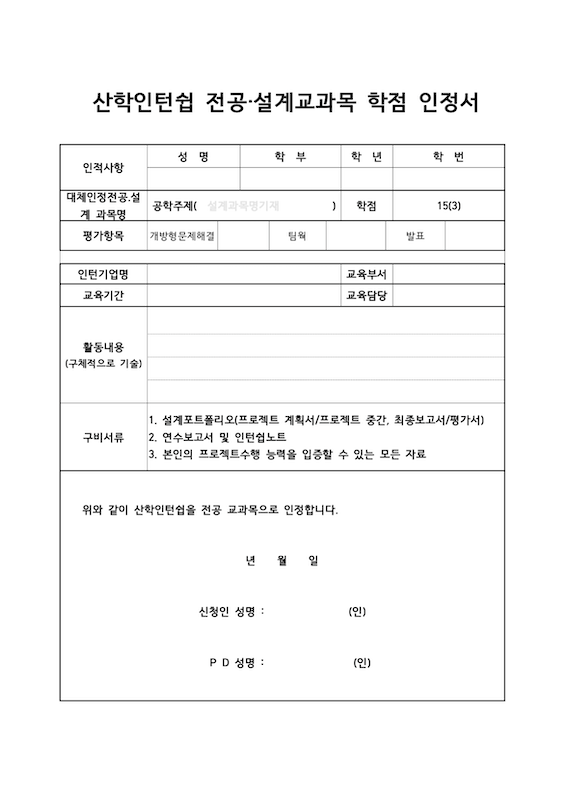 산학인턴쉽 전공·설계교과목 학점 인정서
인적사항
성 명 학 부 학 년 학 번
대체인정전공.설
계 과목명
공학주제( 설계과목명기재 ) 학점 15(3)
평가항목 개방형문제해결 팀웍 발표
인턴기업명 교육부서
교육기간 교육담당
활동내용
(구체적으로 기술)
구비서류
1. 설계포트폴리오(프로젝트 계획서/프로젝트 중간, 최종보고서/평가서)
2. 연수보고서 및 인턴쉽노트
3. 본인의 프로젝트수행 능력을 입증할 수 있는 모든 자료
위와 같이 산학인턴쉽을 전공 교과목으로 인정합니다.
년 월 일
신청인 성명 : (인)
P D 성명 : (인)